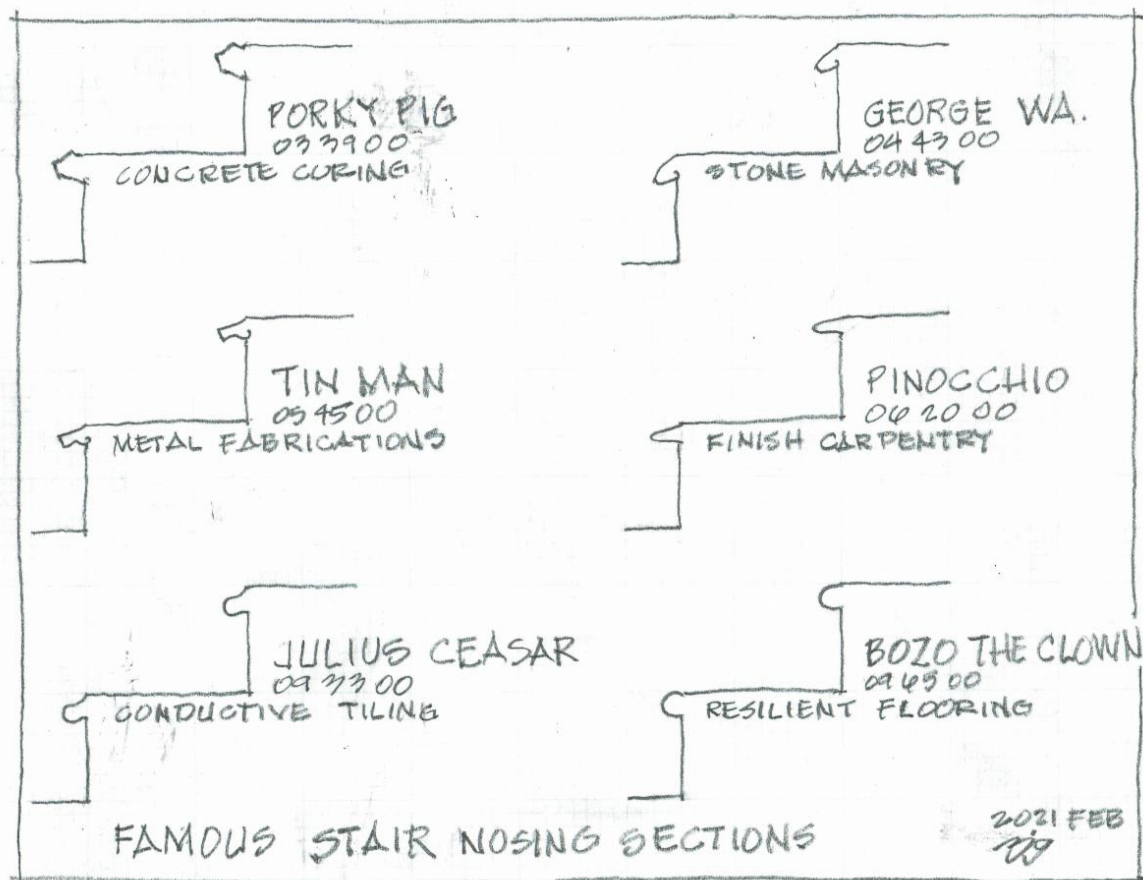 PORKY PIG
03 39 00
CONCRETE CURING
GEORGE WA.
04 43 00
STONE MASONRY
TIN MAN
05 45 00
METAL FABRICATIONS
PINOCCHIO
06 20 00
FINISH CARPENTRY
JULIUS CEASAR
09 33 00
CONDUCTIVE TILING
BOZO THE CLOWN
09 65 00
RESILIENT FLOORING
FAMOUS STAIR NOSING SECTIONS
2021 FEB